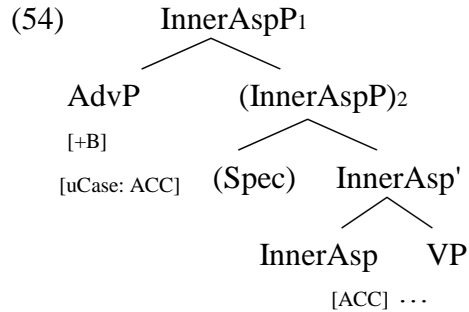 (54) InnerAspP1
AdvP (InnerAspP)2
[+B]
[uCase: ACC] (Spec) InnerAsp'
InnerAsp VP
[ACC] ...